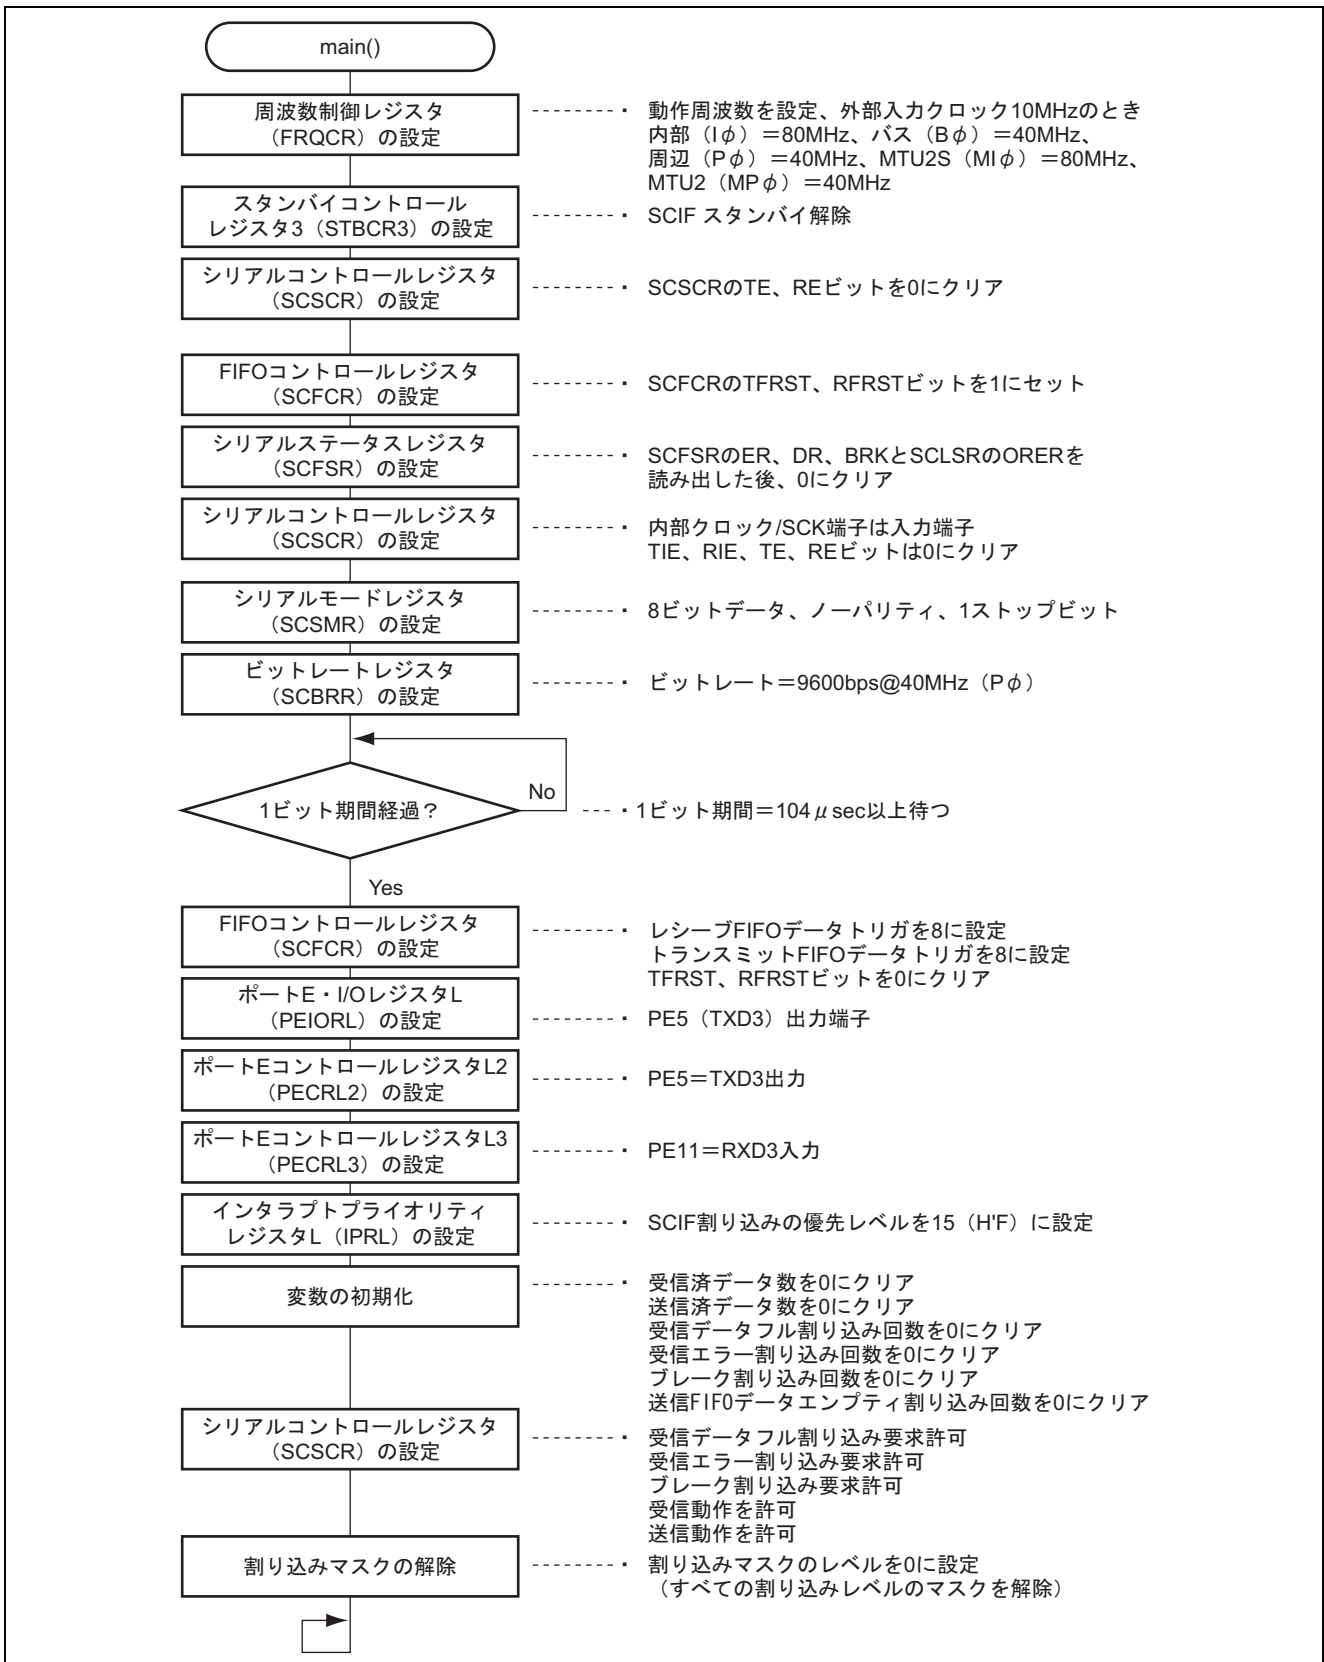 main()
周波数制御レジスタ
（FRQCR）の設定
・ 動作周波数を設定、外部入力クロック10MHzのとき
内部（Iφ）＝80MHz、バス（Bφ）＝40MHz、
周辺（Pφ）＝40MHz、MTU2S（MIφ）＝80MHz、
MTU2（MPφ）＝40MHz
スタンバイコントロール
レジスタ3（STBCR3）の設定
・ SCIF スタンバイ解除
シリアルコントロールレジスタ
（SCSCR）の設定
・ SCSCRのTE、REビットを0にクリア
FIFOコントロールレジスタ
（SCFCR）の設定
・ SCFCRのTFRST、RFRSTビットを1にセット
シリアルステータスレジスタ
（SCFSR）の設定
・ SCFSRのER、DR、BRKとSCLSRのORERを
読み出した後、0にクリア
シリアルコントロールレジスタ
（SCSCR）の設定
・ 内部クロック/SCK端子は入力端子
TIE、RIE、TE、REビットは0にクリア
シリアルモードレジスタ
（SCSMR）の設定
・ 8ビットデータ、ノーパリティ、1ストップビット
ビットレートレジスタ
（SCBRR）の設定
・ ビットレート＝9600bps@40MHz（Pφ）
1ビット期間経過？
No
・1ビット期間＝104μsec以上待つ
Yes
FIFOコントロールレジスタ
（SCFCR）の設定
・ レシーブFIFOデータトリガを8に設定
トランスミットFIFOデータトリガを8に設定
TFRST、RFRSTビットを0にクリア
ポートE・I/OレジスタL
（PEIORL）の設定
・ PE5（TXD3）出力端子
ポートEコントロールレジスタL2
（PECRL2）の設定
・ PE5＝TXD3出力
ポートEコントロールレジスタL3
（PECRL3）の設定
・ PE11＝RXD3入力
インタラプトプライオリティ
レジスタL（IPRL）の設定
・ SCIF割り込みの優先レベルを15（H'F）に設定
変数の初期化
・ 受信済データ数を0にクリア
送信済データ数を0にクリア
受信データフル割り込み回数を0にクリア
受信エラー割り込み回数を0にクリア
ブレーク割り込み回数を0にクリア
送信FIFOデータエンプティ割り込み回数を0にクリア
シリアルコントロールレジスタ
（SCSCR）の設定
・ 受信データフル割り込み要求許可
受信エラー割り込み要求許可
ブレーク割り込み要求許可
受信動作を許可
送信動作を許可
割り込みマスクの解除
・ 割り込みマスクのレベルを0に設定
（すべての割り込みレベルのマスクを解除）